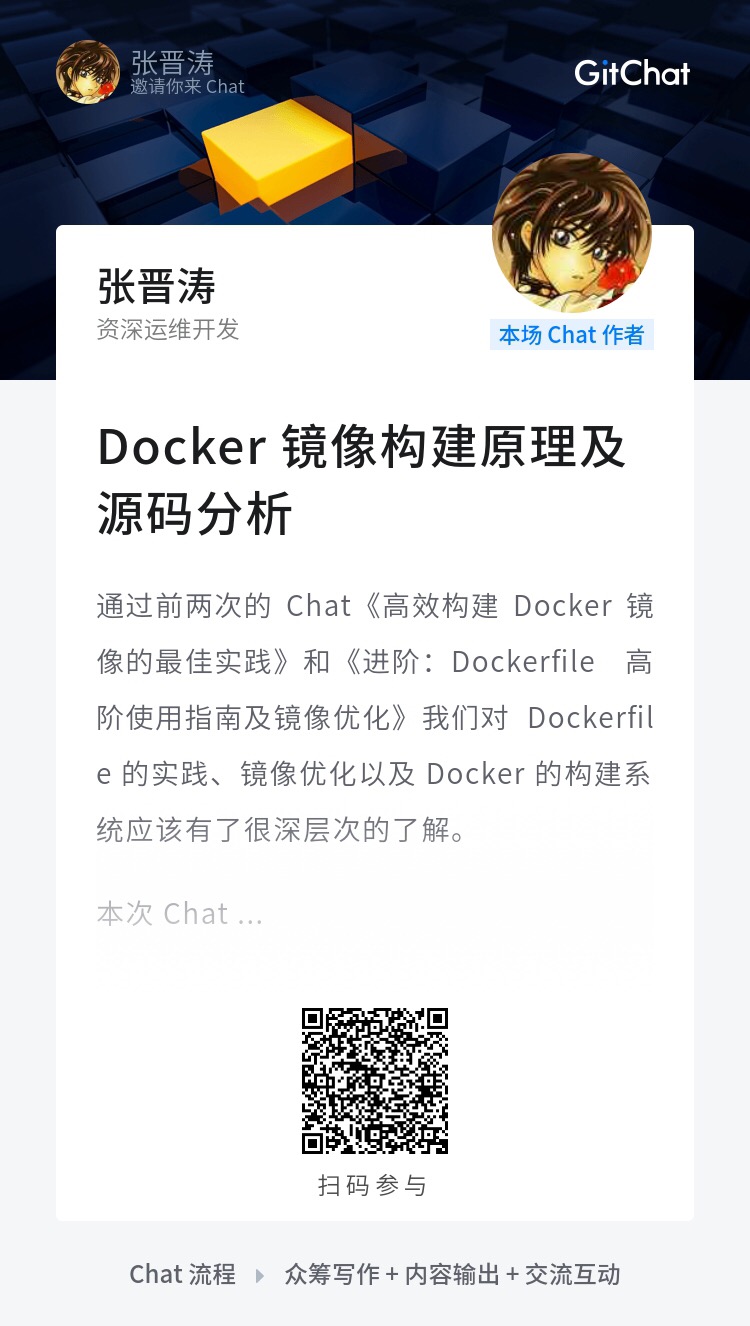 张晋涛
邀请你来 Chat
GitChat
张晋涛
资深运维开发
本场 Chat 作者
Docker 镜像构建原理及
源码分析
通过前两次的 Chat《高效构建 Docker 镜
像的最佳实践》和《进阶：Dockerfile 高
阶使用指南及镜像优化》我们对 Dockerfil
e 的实践、镜像优化以及 Docker 的构建系
统应该有了很深层次的了解。
本次 Chat ...
扫码参与
Chat 流程 众筹写作 + 内容输出 + 交流互动